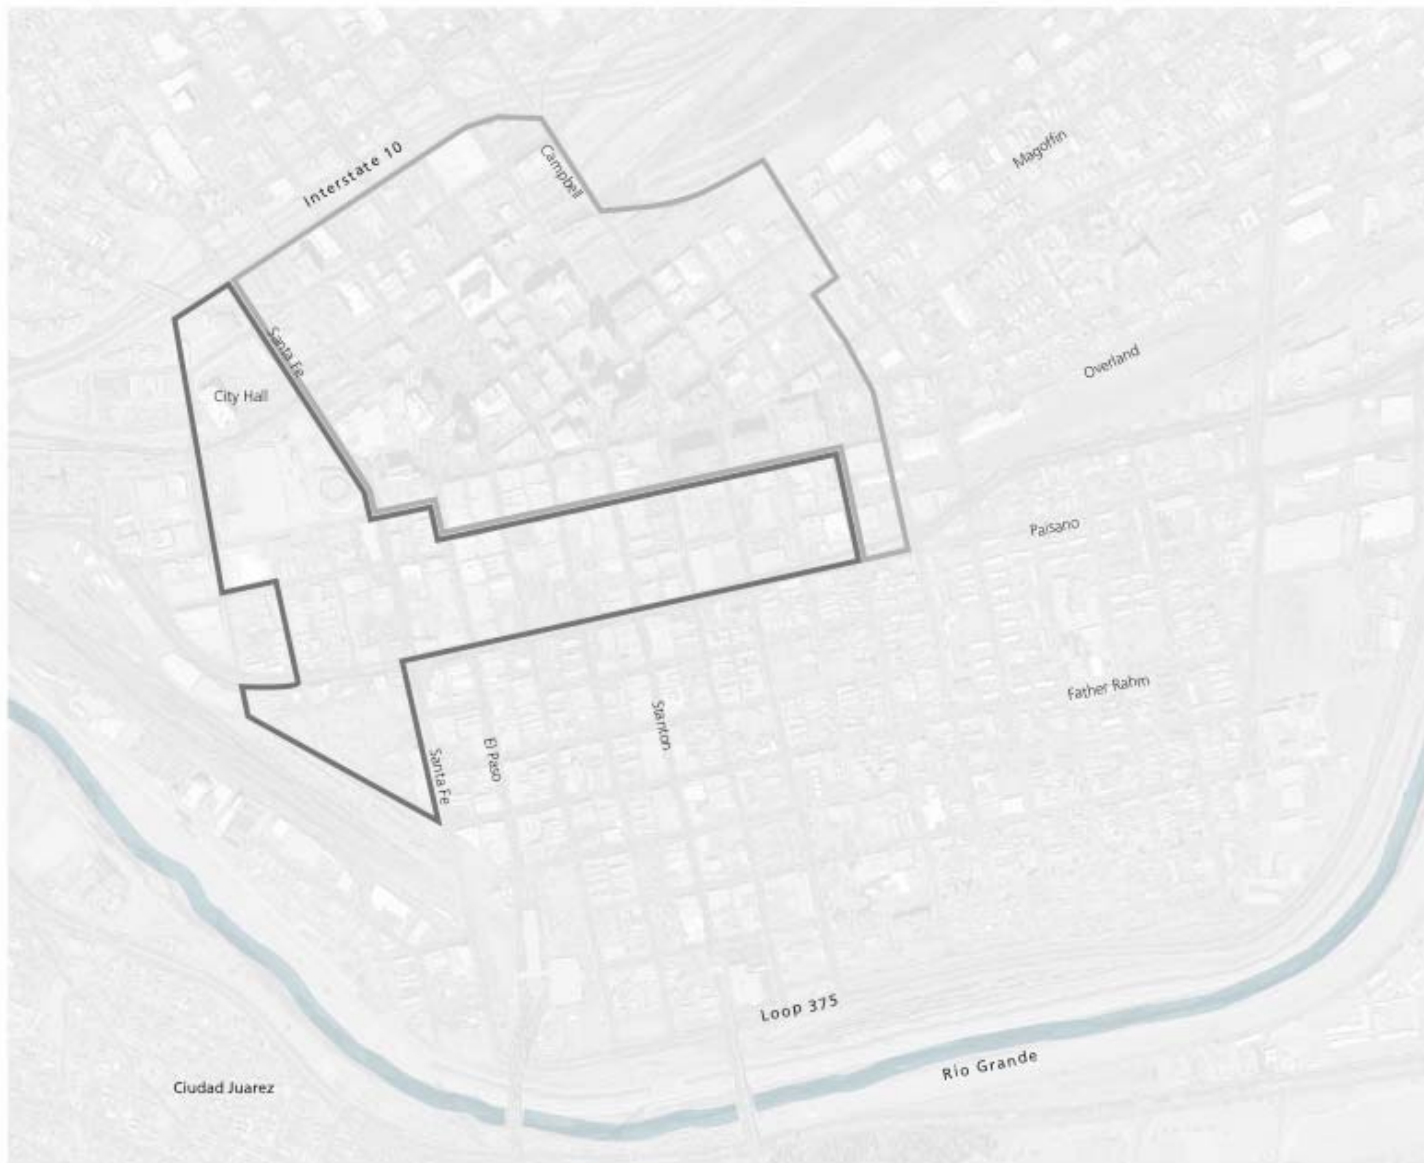 Magoffin
Interstate 10
Campbell
Santa Fe
Overland
City Hall
Paisano
Father Rahm
Stanton
El Paso
Santa Fe
Loop 375
Rio Grande
Ciudad Juarez